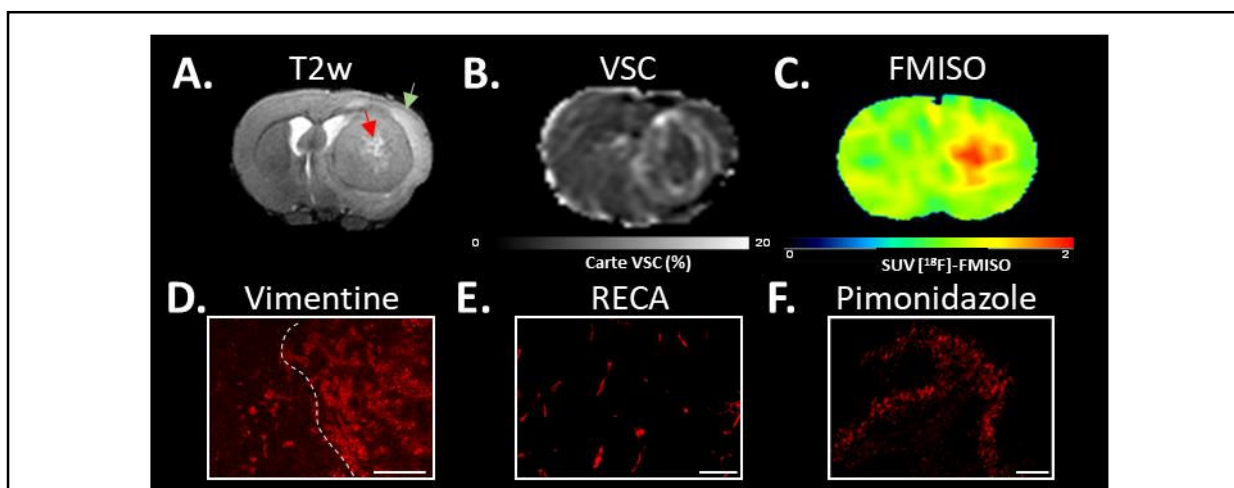 A. T2w
B. VSC
C. FMISO
0 20
Carte VSC (%)
0 2
SUV [¹⁸F]-FMISO
D. Vimentine
E. RECA
F. Pimonidazole